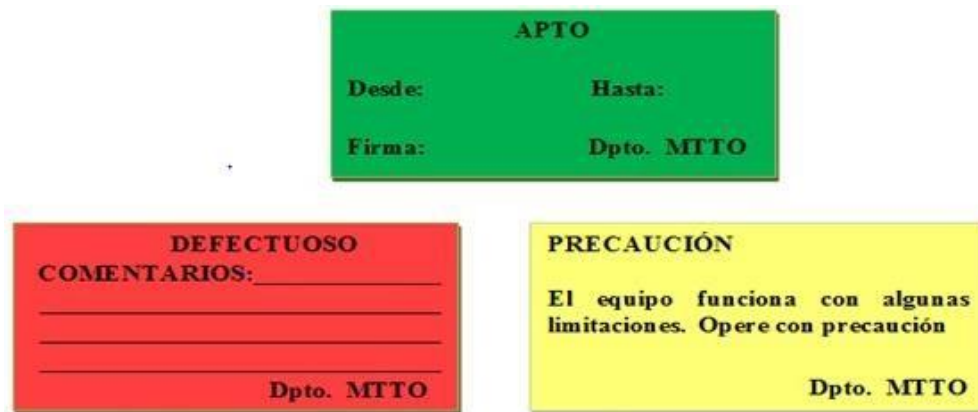 APTO
Desde: Hasta:
Firma: Dpto. MTTO
DEFECTUOSO
COMENTARIOS:
Dpto. MTTO
PRECAUCIÓN
El equipo funciona con algunas
limitaciones. Opere con precaución
Dpto. MTTO